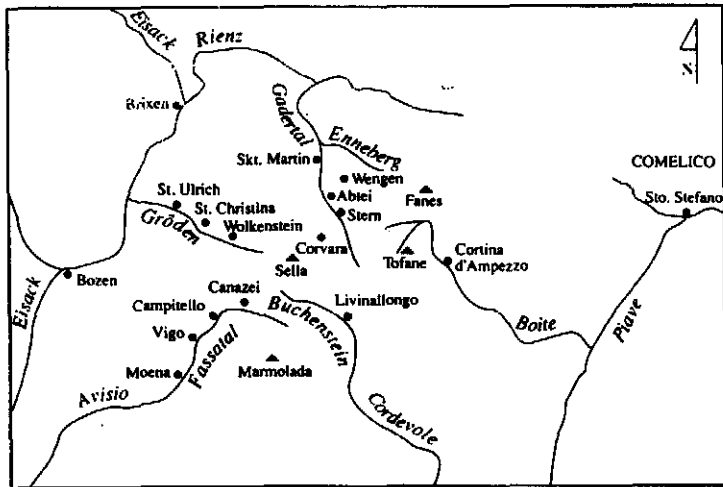 Eisack
Rienz
N
Brixen
Gadertal
Enneberg
Skt. Martin
COMELICO
Wengen
St. Ulrich
Abtei
Fanes
Sto. Stefano
St. Christina
Stern
Gröden
Wolkenstein
Corvara
Cortina
d'Ampezzo
Sella
Tofane
Bozen
Eisack
Canazei
Campitello
Buchenstein
Livinallongo
Boite
Piave
Vigo
Fassatal
Marmolada
Moena
Avisio
Cordevole